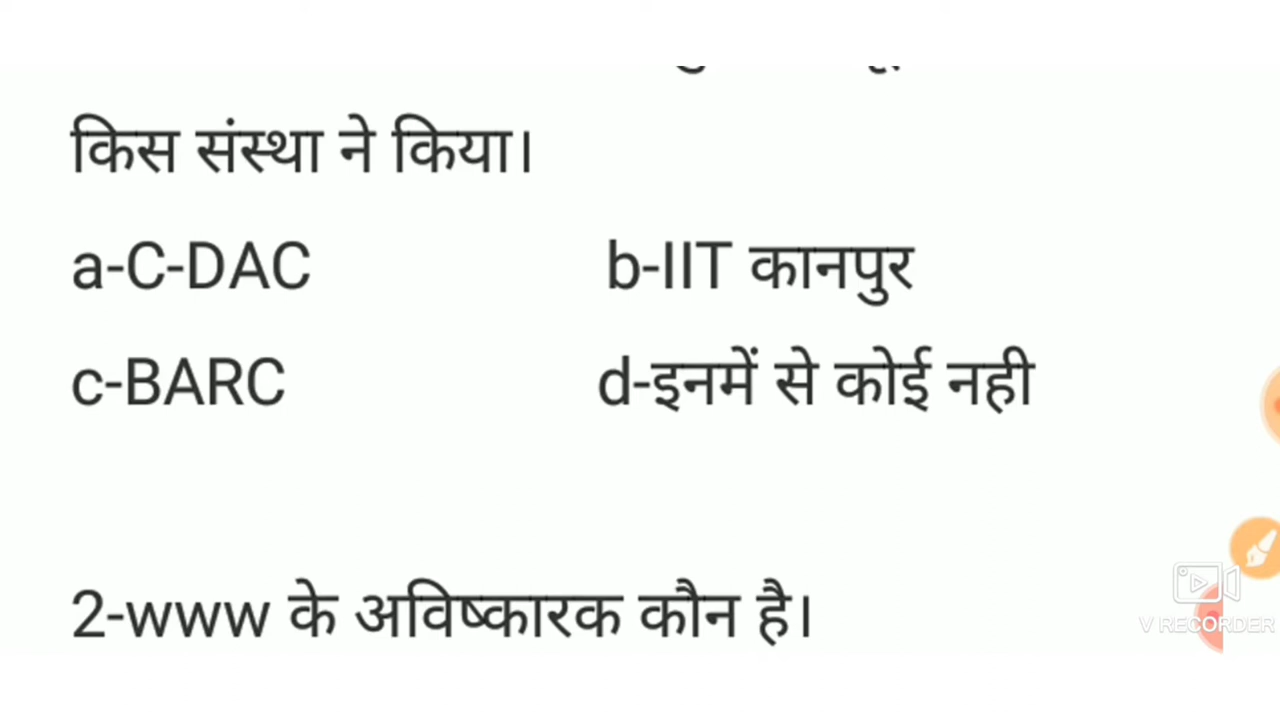 किस संस्था ने किया।
a-C-DAC b-IIT कानपुर
c-BARC d-इनमें से कोई नही
2-www के अविष्कारक कौन है।
V RECORDER